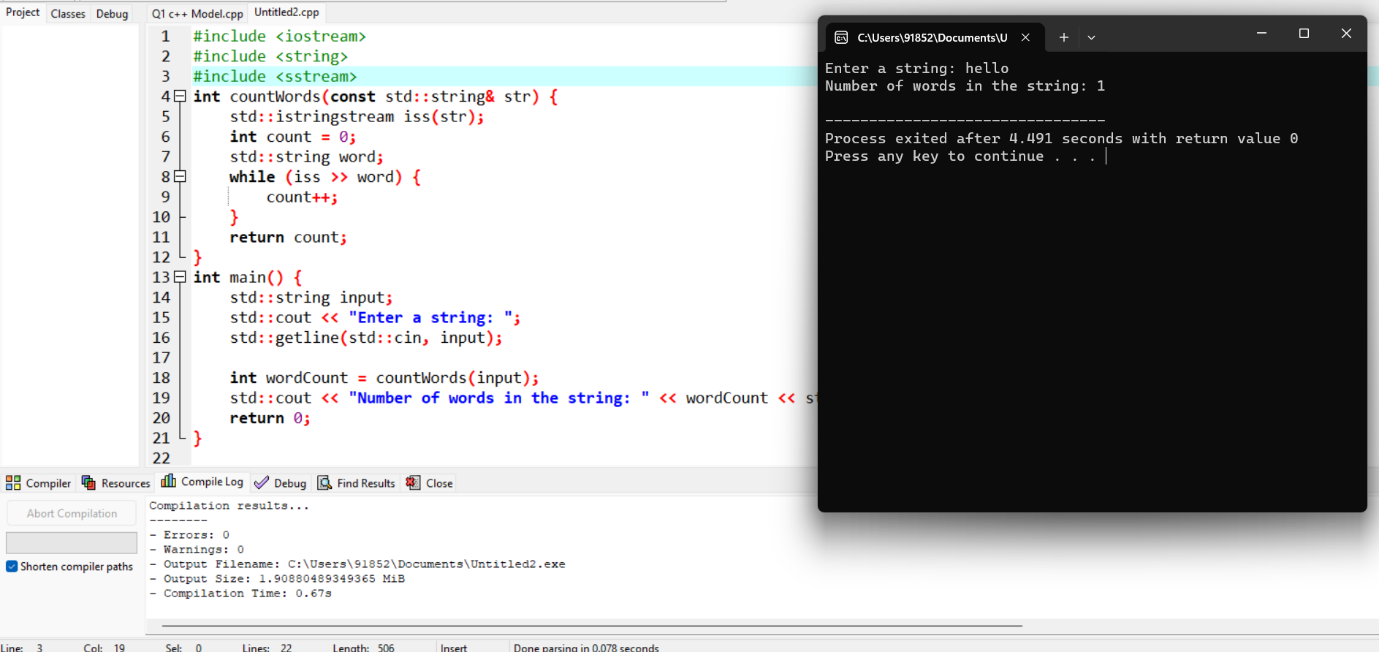 Project Classes Debug
Q1 c++ Model.cpp Untitled2.cpp
1 #include <iostream>
2 #include <string>
3 #include <sstream>
4 int countWords(const std::string& str) {
5 std::istringstream iss(str);
6 int count = 0;
7 std::string word;
8 while (iss >> word) {
9 count++;
10 }
11 return count;
12 }
13 int main() {
14 std::string input;
15 std::cout << "Enter a string: ";
16 std::getline(std::cin, input);
17
18 int wordCount = countWords(input);
19 std::cout << "Number of words in the string: " << wordCount <<
20 return 0;
21 }
22
C:\Users\91852\Documents\U
Enter a string: hello
Number of words in the string: 1
--------------------------------
Process exited after 4.491 seconds with return value 0
Press any key to continue . . .
Compiler Resources Compile Log Debug Find Results Close
Abort Compilation
Shorten compiler paths
Compilation results...
--------
- Errors: 0
- Warnings: 0
- Output Filename: C:\Users\91852\Documents\Untitled2.exe
- Output Size: 1.90880489349365 MiB
- Compilation Time: 0.67s
Line: 3 Col: 19 Sel: 0 Lines: 22 Length: 506 Insert Done parsing in 0.078 seconds